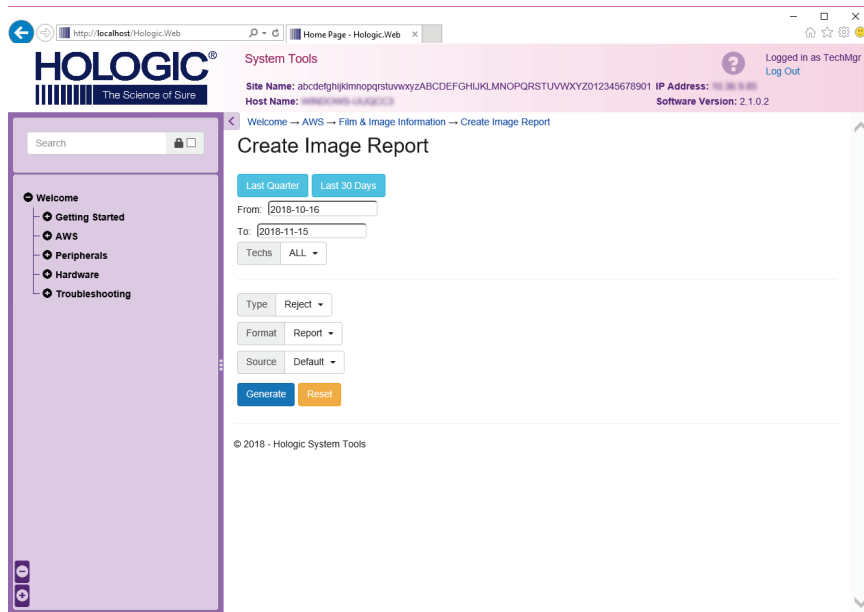 http://localhost/Hologic.Web
Home Page - Hologic.Web
HOLOGIC®
The Science of Sure
System Tools
Logged in as TechMgr
Log Out
Site Name: abcdefghijklmnopqrstuvwxyzABCDEFGHIJKLMNOPQRSTUVWXYZ012345678901 IP Address:
Host Name:
Software Version: 2.1.0.2
Welcome → AWS → Film & Image Information → Create Image Report
Search
Create Image Report
Last Quarter Last 30 Days
From: 2018-10-16
To: 2018-11-15
Techs ALL
Welcome
Getting Started
AWS
Peripherals
Hardware
Troubleshooting
Type Reject
Format Report
Source Default
Generate Reset
© 2018 - Hologic System Tools